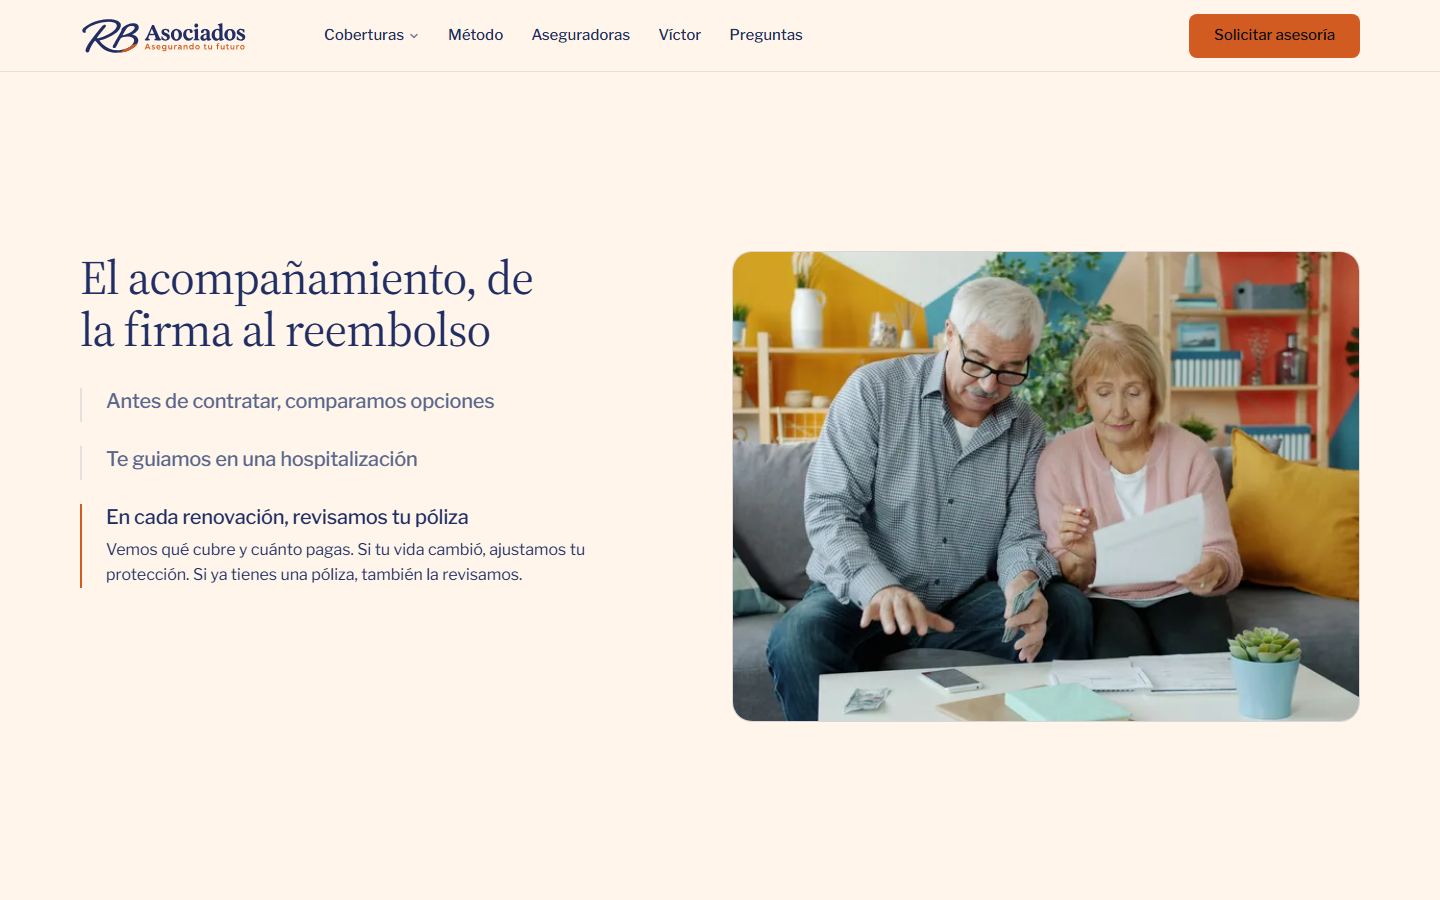 RB Asociados
Asegurando tu futuro
Coberturas
Método
Aseguradoras
Víctor
Preguntas
Solicitar asesoría
El acompañamiento, de
la firma al reembolso
Antes de contratar, comparamos opciones
Te guiamos en una hospitalización
En cada renovación, revisamos tu póliza
Vemos qué cubre y cuánto pagas. Si tu vida cambió, ajustamos tu
protección. Si ya tienes una póliza, también la revisamos.